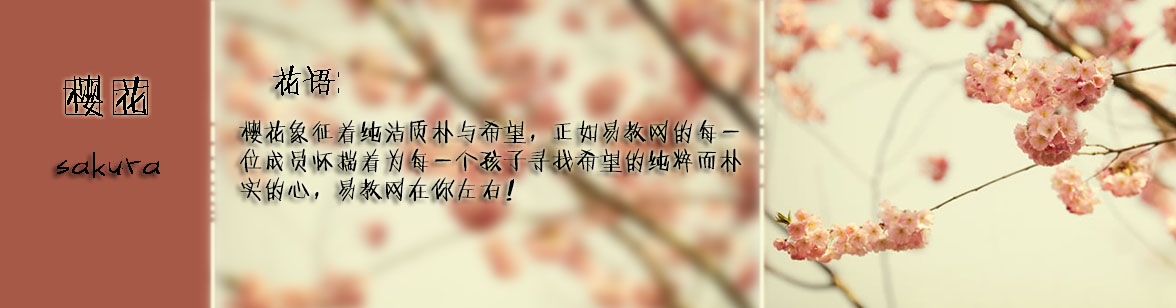 樱花
sakura
花语:
樱花象征着纯洁质朴与希望，正如易教网的每一
位成员怀揣着为每一个孩子寻找希望的纯粹而朴
实的心，易教网在你左右！